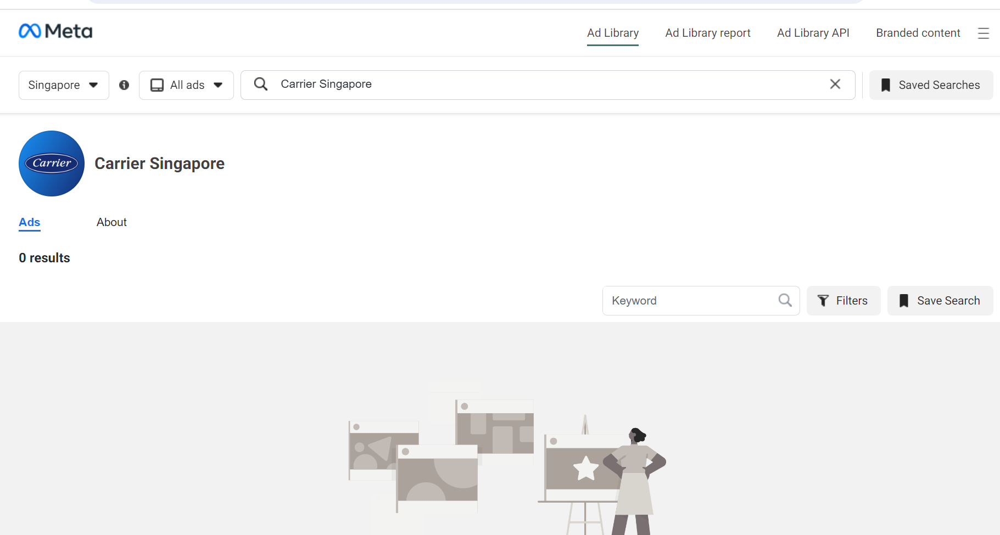 Meta
Ad Library
Ad Library report
Ad Library API
Branded content
Singapore
All ads
Carrier Singapore
Saved Searches
Carrier
Carrier Singapore
Ads
About
0 results
Keyword
Filters
Save Search